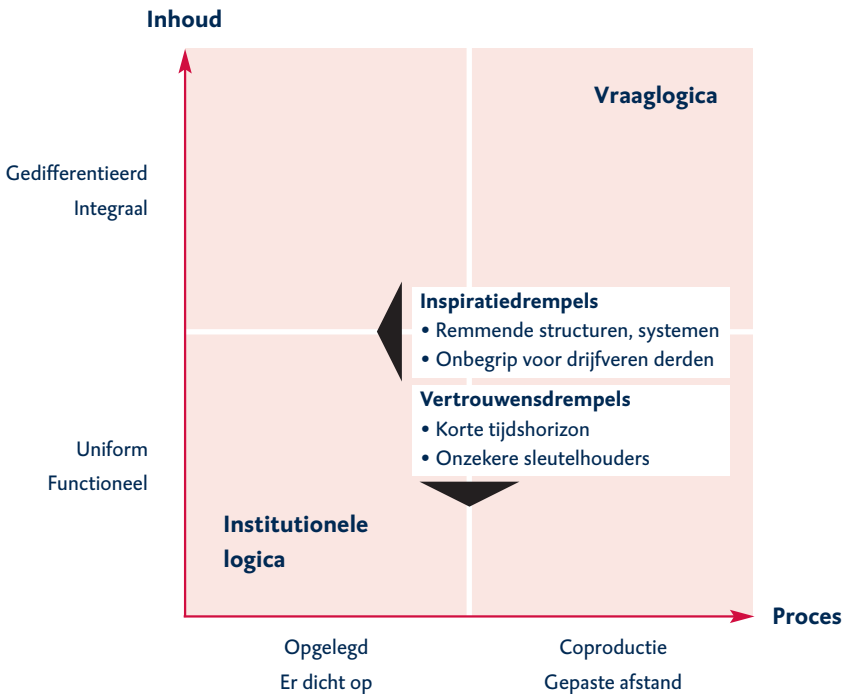 Inhoud
Vraaglogica
Gedifferentieerd
Integraal
Inspiratiedrempels
• Remmende structuren, systemen
• Onbegrip voor drijfveren derden
Vertrouwensdrempels
• Korte tijdshorizon
• Onzekere sleutelhouders
Uniform
Functioneel
Institutionele
logica
Proces
Opgelegd
Er dicht op
Coproductie
Gepaste afstand